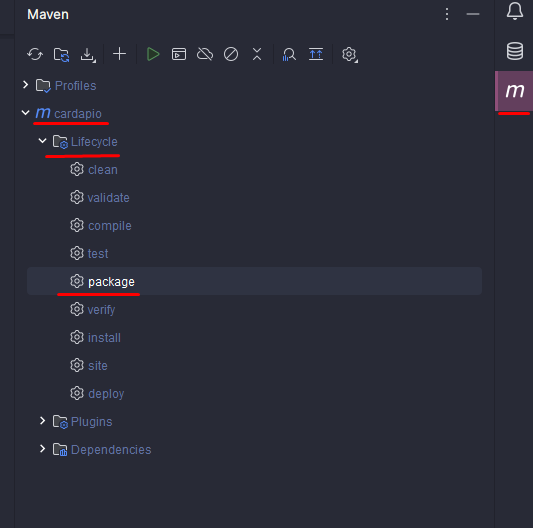 Maven
m
Profiles
m cardapio
Lifecycle
clean
validate
compile
test
package
verify
install
site
deploy
Plugins
Dependencies